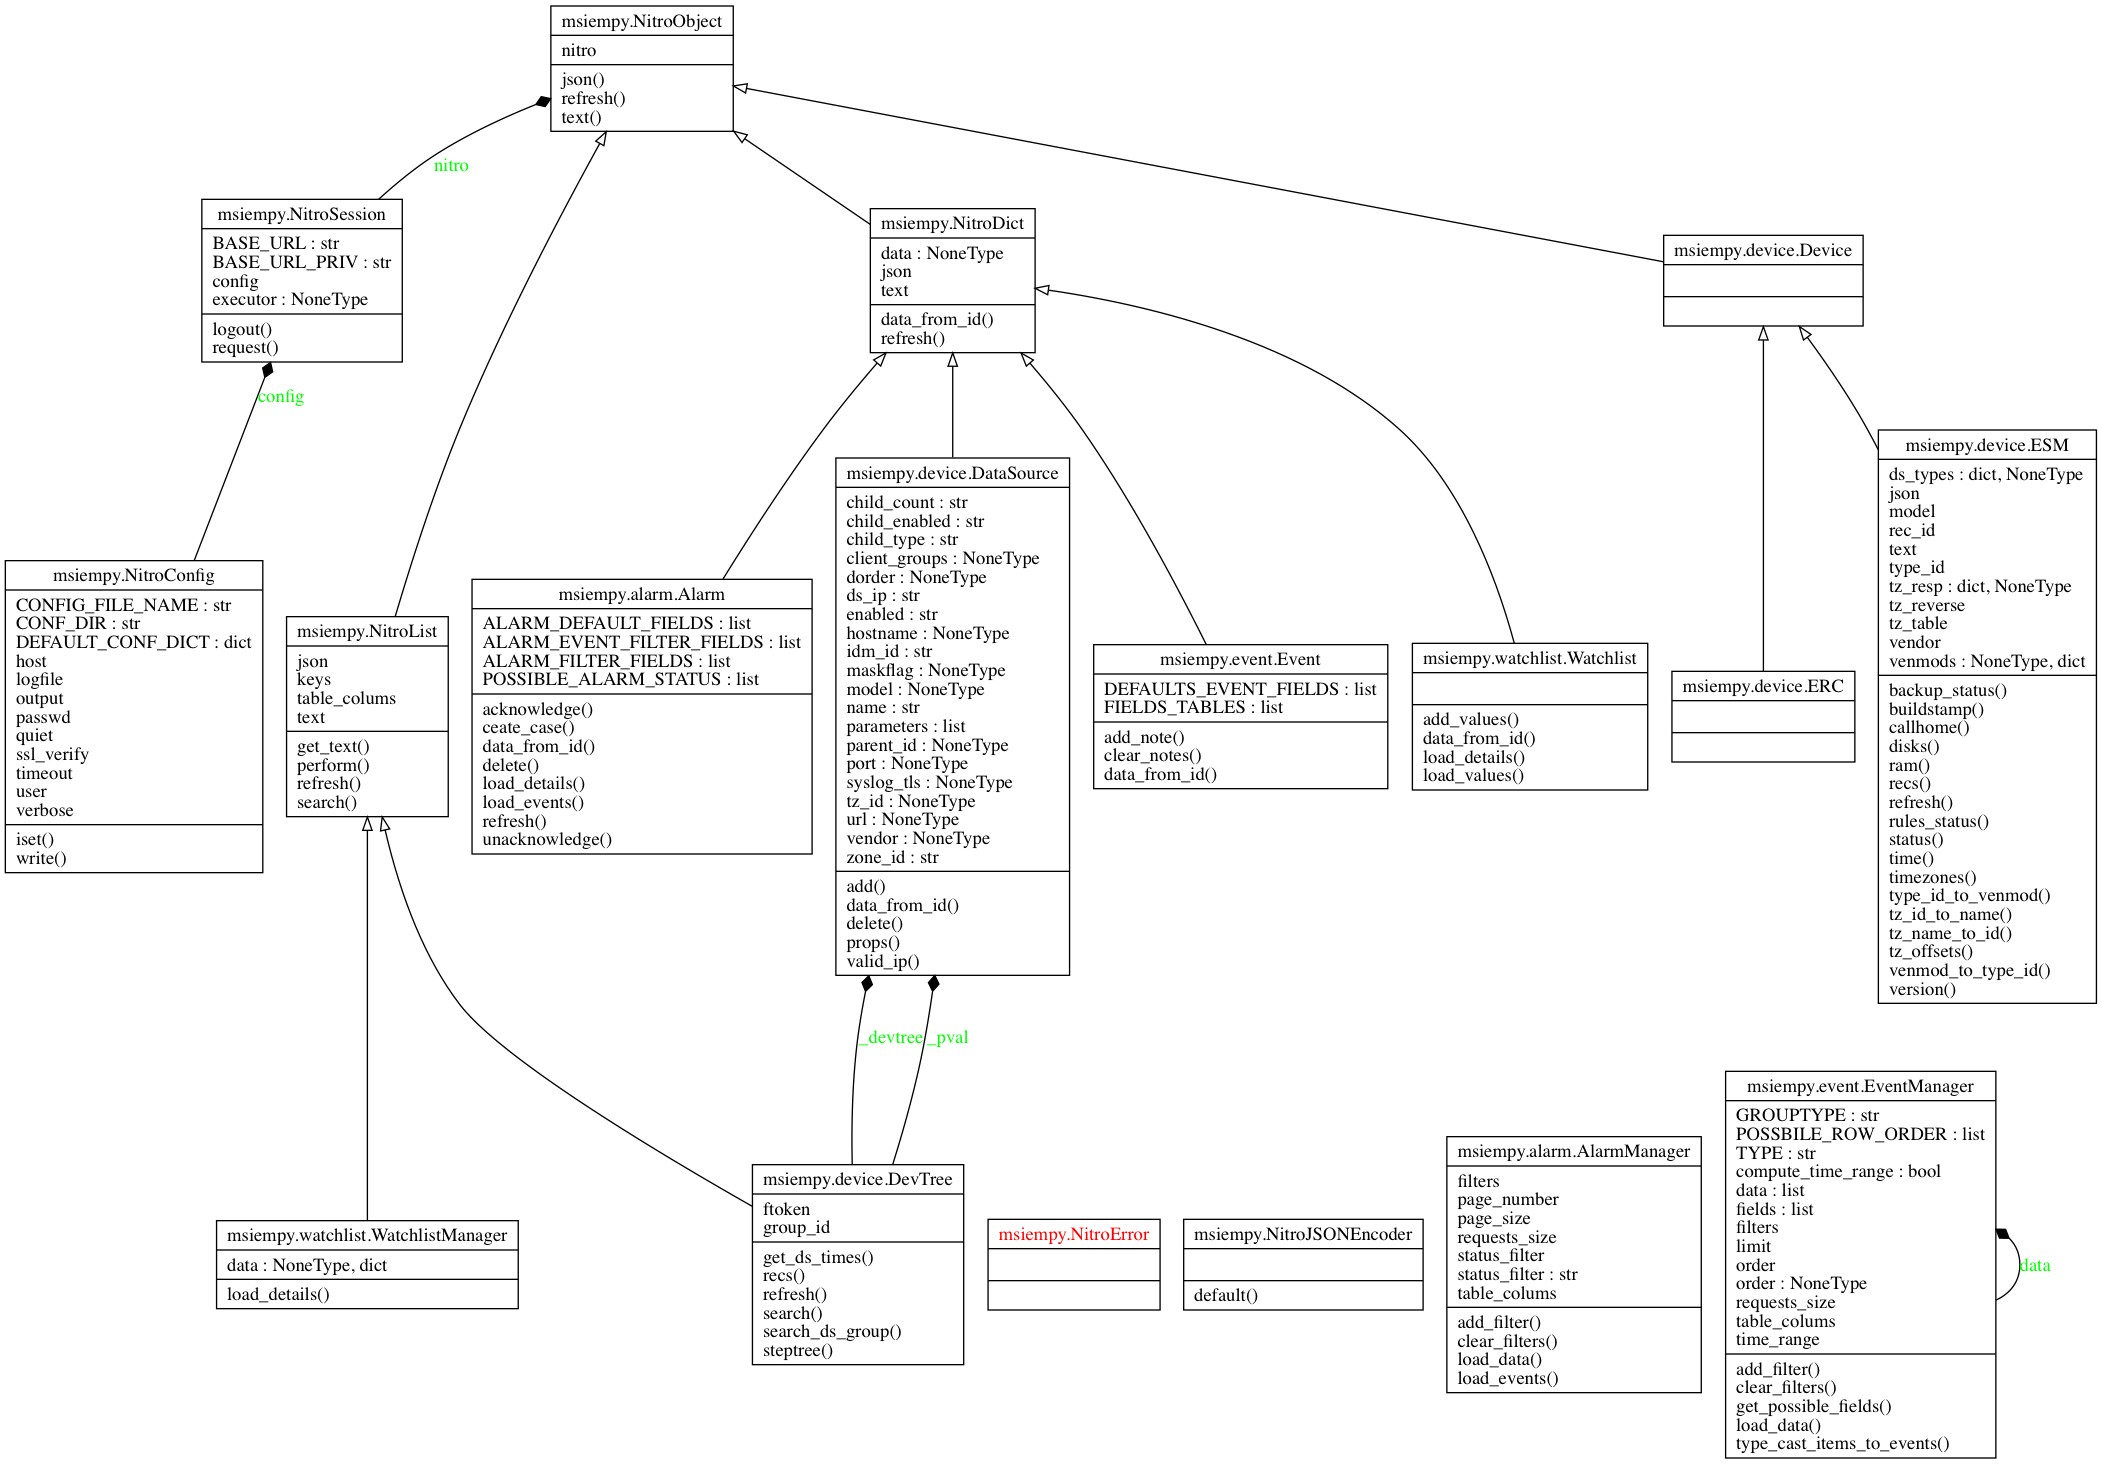 msiempy.NitroObject
nitro
json()
refresh()
text()
nitro
msiempy.NitroSession
BASE_URL : str
BASE_URL_PRIV : str
config
executor : NoneType
logout()
request()
config
msiempy.NitroDict
data : NoneType
json
text
data_from_id()
refresh()
msiempy.device.Device
msiempy.device.ESM
ds_types : dict, NoneType
json
model
rec_id
text
type_id
tz_resp : dict, NoneType
tz_reverse
tz_table
vendor
venmods : NoneType, dict
backup_status()
buildstamp()
callhome()
disks()
ram()
recs()
refresh()
rules_status()
status()
time()
timezones()
type_id_to_venmod()
tz_id_to_name()
tz_name_to_id()
tz_offsets()
venmod_to_type_id()
version()
msiempy.NitroConfig
CONFIG_FILE_NAME : str
CONF_DIR : str
DEFAULT_CONF_DICT : dict
host
logfile
output
passwd
quiet
ssl_verify
timeout
user
verbose
iset()
write()
msiempy.NitroList
json
keys
table_colums
text
get_text()
perform()
refresh()
search()
msiempy.alarm.Alarm
ALARM_DEFAULT_FIELDS : list
ALARM_EVENT_FILTER_FIELDS : list
ALARM_FILTER_FIELDS : list
POSSIBLE_ALARM_STATUS : list
acknowledge()
ceate_case()
data_from_id()
delete()
load_details()
load_events()
refresh()
unacknowledge()
msiempy.device.DataSource
child_count : str
child_enabled : str
child_type : str
client_groups : NoneType
dorder : NoneType
ds_ip : str
enabled : str
hostname : NoneType
idm_id : str
maskflag : NoneType
model : NoneType
name : str
parameters : list
parent_id : NoneType
port : NoneType
syslog_tls : NoneType
tz_id : NoneType
url : NoneType
vendor : NoneType
zone_id : str
add()
data_from_id()
delete()
props()
valid_ip()
msiempy.event.Event
DEFAULTS_EVENT_FIELDS : list
FIELDS_TABLES : list
add_note()
clear_notes()
data_from_id()
msiempy.watchlist.Watchlist
add_values()
data_from_id()
load_details()
load_values()
msiempy.device.ERC
_devtree
_pval
msiempy.watchlist.WatchlistManager
data : NoneType, dict
load_details()
msiempy.device.DevTree
ftoken
group_id
get_ds_times()
recs()
refresh()
search()
search_ds_group()
steptree()
msiempy.NitroError
msiempy.NitroJSONEncoder
default()
msiempy.alarm.AlarmManager
filters
page_number
page_size
requests_size
status_filter
status_filter : str
table_colums
add_filter()
clear_filters()
load_data()
load_events()
msiempy.event.EventManager
GROUPTYPE : str
POSSBILE_ROW_ORDER : list
TYPE : str
compute_time_range : bool
data : list
fields : list
filters
limit
order
order : NoneType
requests_size
table_colums
time_range
add_filter()
clear_filters()
get_possible_fields()
load_data()
type_cast_items_to_events()
data